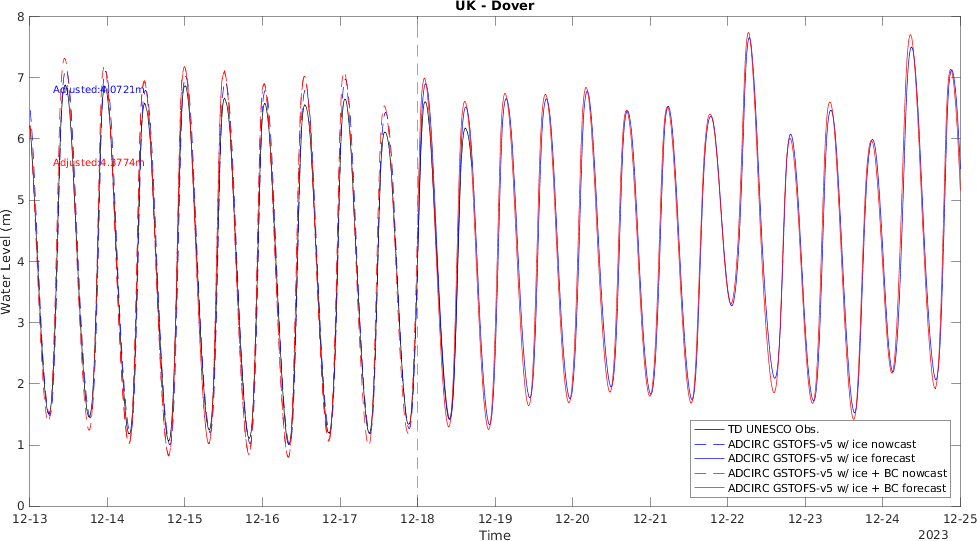 UK - Dover
8
7
6
5
4
3
2
1
0
Water Level (m)
Adjusted:4.0721m
Adjusted:4.3774m
TD UNESCO Obs.
ADCIRC GSTOFS-v5 w/ ice nowcast
ADCIRC GSTOFS-v5 w/ ice forecast
ADCIRC GSTOFS-v5 w/ ice + BC nowcast
ADCIRC GSTOFS-v5 w/ ice + BC forecast
12-13 12-14 12-15 12-16 12-17 12-18 12-19 12-20 12-21 12-22 12-23 12-24 12-25
Time
2023